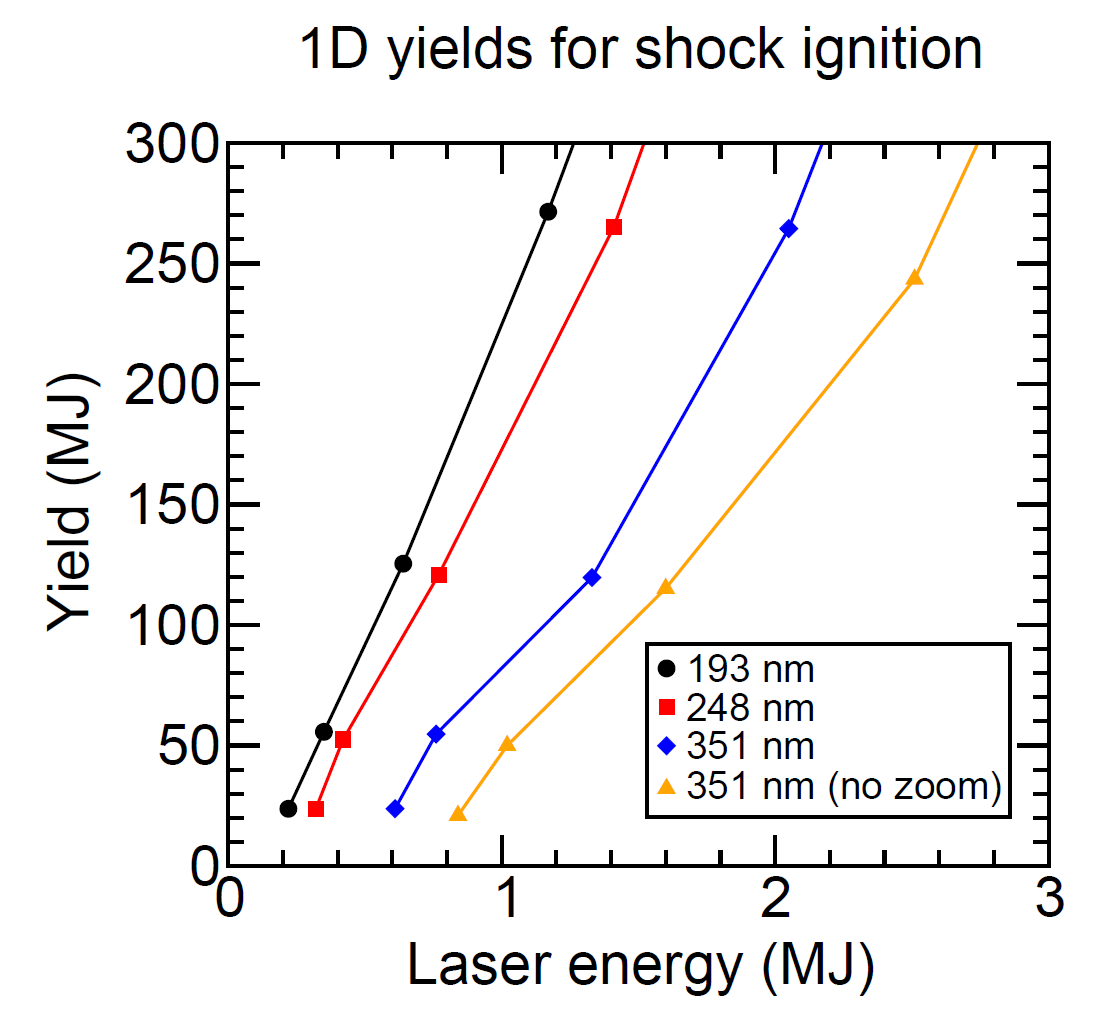 1D yields for shock ignition
300
250
200
150
100
50
0
Yield (MJ)
193 nm
248 nm
351 nm
351 nm (no zoom)
0 1 2 3
Laser energy (MJ)